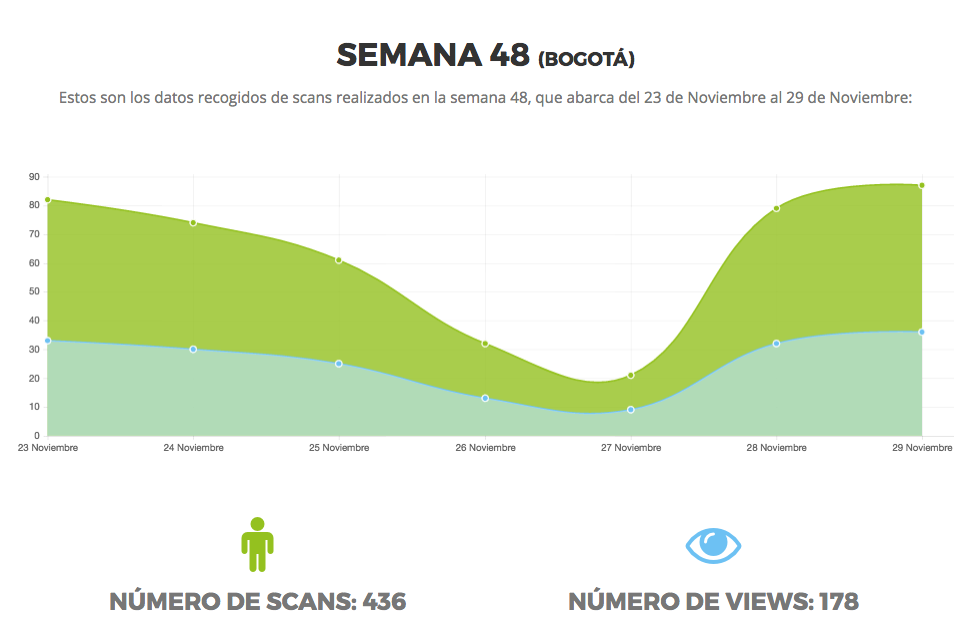 SEMANA 48 (BOGOTÁ)
Estos son los datos recogidos de scans realizados en la semana 48, que abarca del 23 de Noviembre al 29 de Noviembre:
90
80
70
60
50
40
30
20
10
0
23 Noviembre 24 Noviembre 25 Noviembre 26 Noviembre 27 Noviembre 28 Noviembre 29 Noviembre
NÚMERO DE SCANS: 436 NÚMERO DE VIEWS: 178